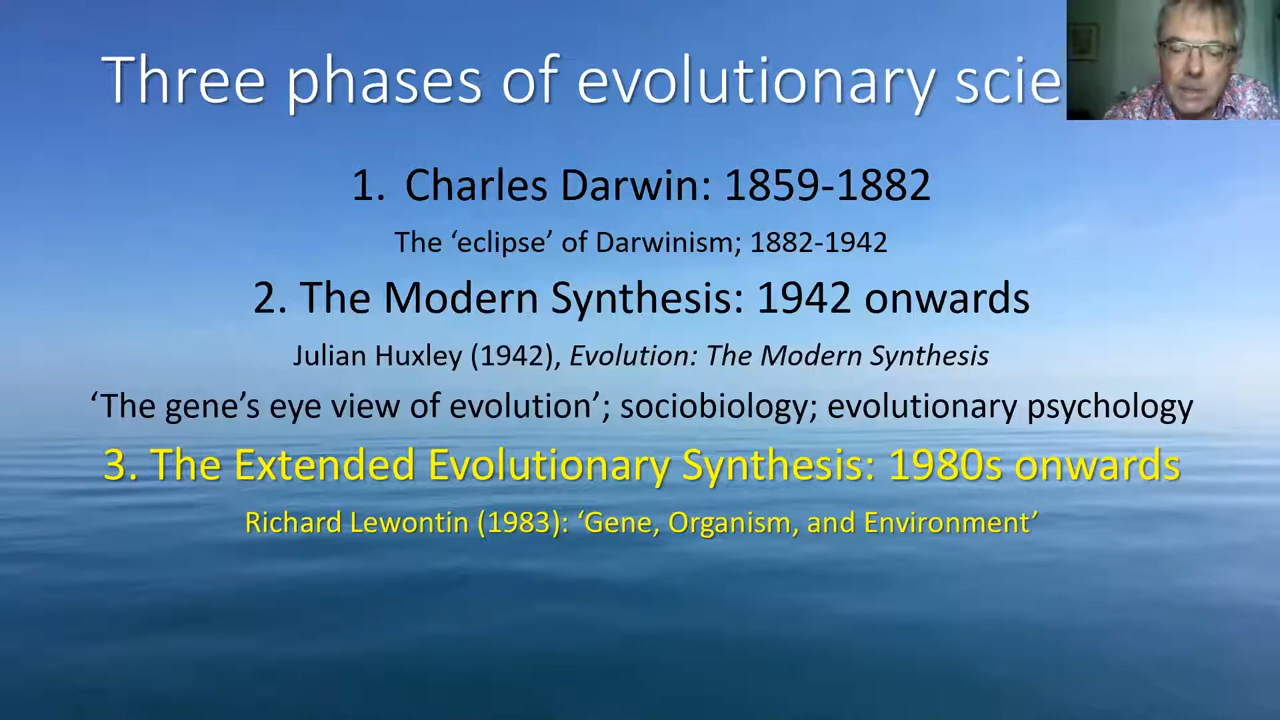 Three phases of evolutionary scie
1. Charles Darwin: 1859-1882
The ‘eclipse’ of Darwinism; 1882-1942
2. The Modern Synthesis: 1942 onwards
Julian Huxley (1942), Evolution: The Modern Synthesis
‘The gene’s eye view of evolution’; sociobiology; evolutionary psychology
3. The Extended Evolutionary Synthesis: 1980s onwards
Richard Lewontin (1983): ‘Gene, Organism, and Environment’